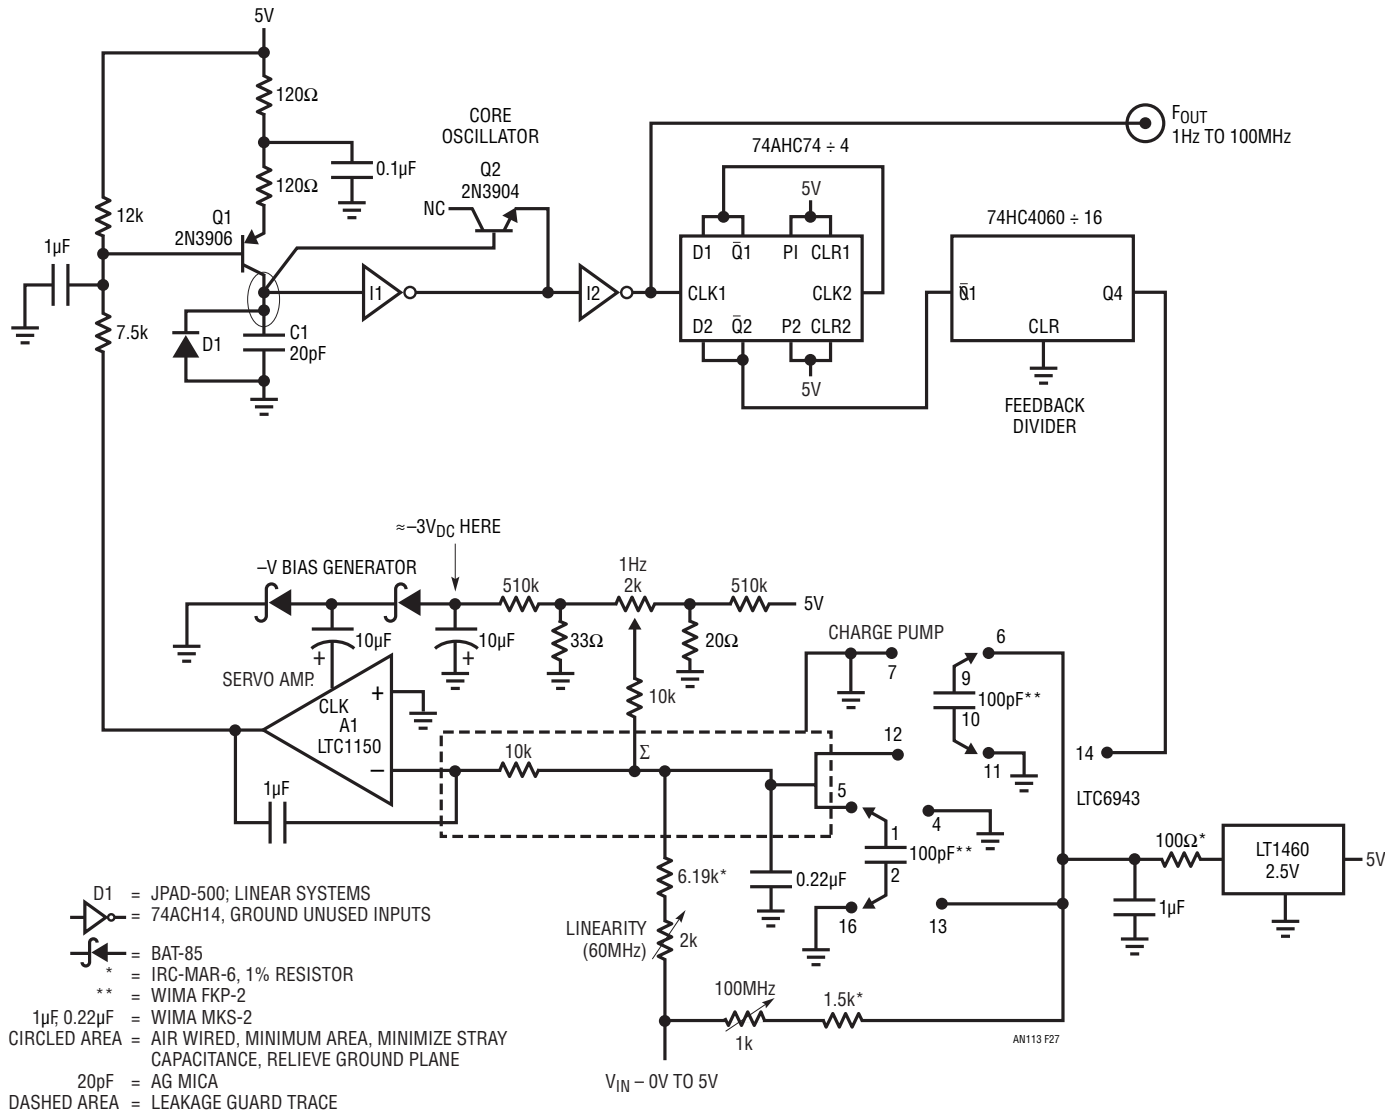 5V
120Ω
CORE
OSCILLATOR
FOUT
1Hz TO 100MHz
74AHC74 ÷ 4
0.1µF
120Ω
Q2
2N3904
5V
12k
Q1
2N3906
NC
74HC4060 ÷ 16
1µF
D1 Q̅1 PI CLR1
I1
I2
CLK1 CLK2
Q̅1 Q4
7.5k
D1
C1
20pF
D2 Q̅2 P2 CLR2
CLR
5V
FEEDBACK
DIVIDER
≈–3VDC HERE
–V BIAS GENERATOR
510k
1Hz
2k
510k
5V
10µF
+
10µF
+
33Ω
20Ω
CHARGE PUMP
6
7
9
100pF**
10
SERVO AMP.
CLK
A1
LTC1150
+
–
10k
12
11
14
10k
Σ
5
1µF
LTC6943
1
4
100pF**
2
100Ω*
LT1460
2.5V
5V
6.19k*
0.22µF
1µF
LINEARITY
(60MHz)
2k
16
13
100MHz
1k
1.5k*
AN113 F27
VIN – 0V TO 5V
D1 = JPAD-500; LINEAR SYSTEMS
= 74ACH14, GROUND UNUSED INPUTS
= BAT-85
* = IRC-MAR-6, 1% RESISTOR
** = WIMA FKP-2
1µF, 0.22µF = WIMA MKS-2
CIRCLED AREA = AIR WIRED, MINIMUM AREA, MINIMIZE STRAY
CAPACITANCE, RELIEVE GROUND PLANE
20pF = AG MICA
DASHED AREA = LEAKAGE GUARD TRACE